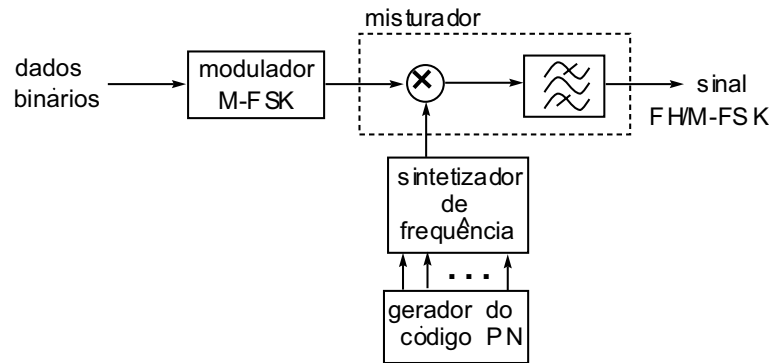 misturador
dados
binários
modulador
M-FSK
sinal
FH/M-FSK
sintetizador
de
frequência
...
gerador do
código PN